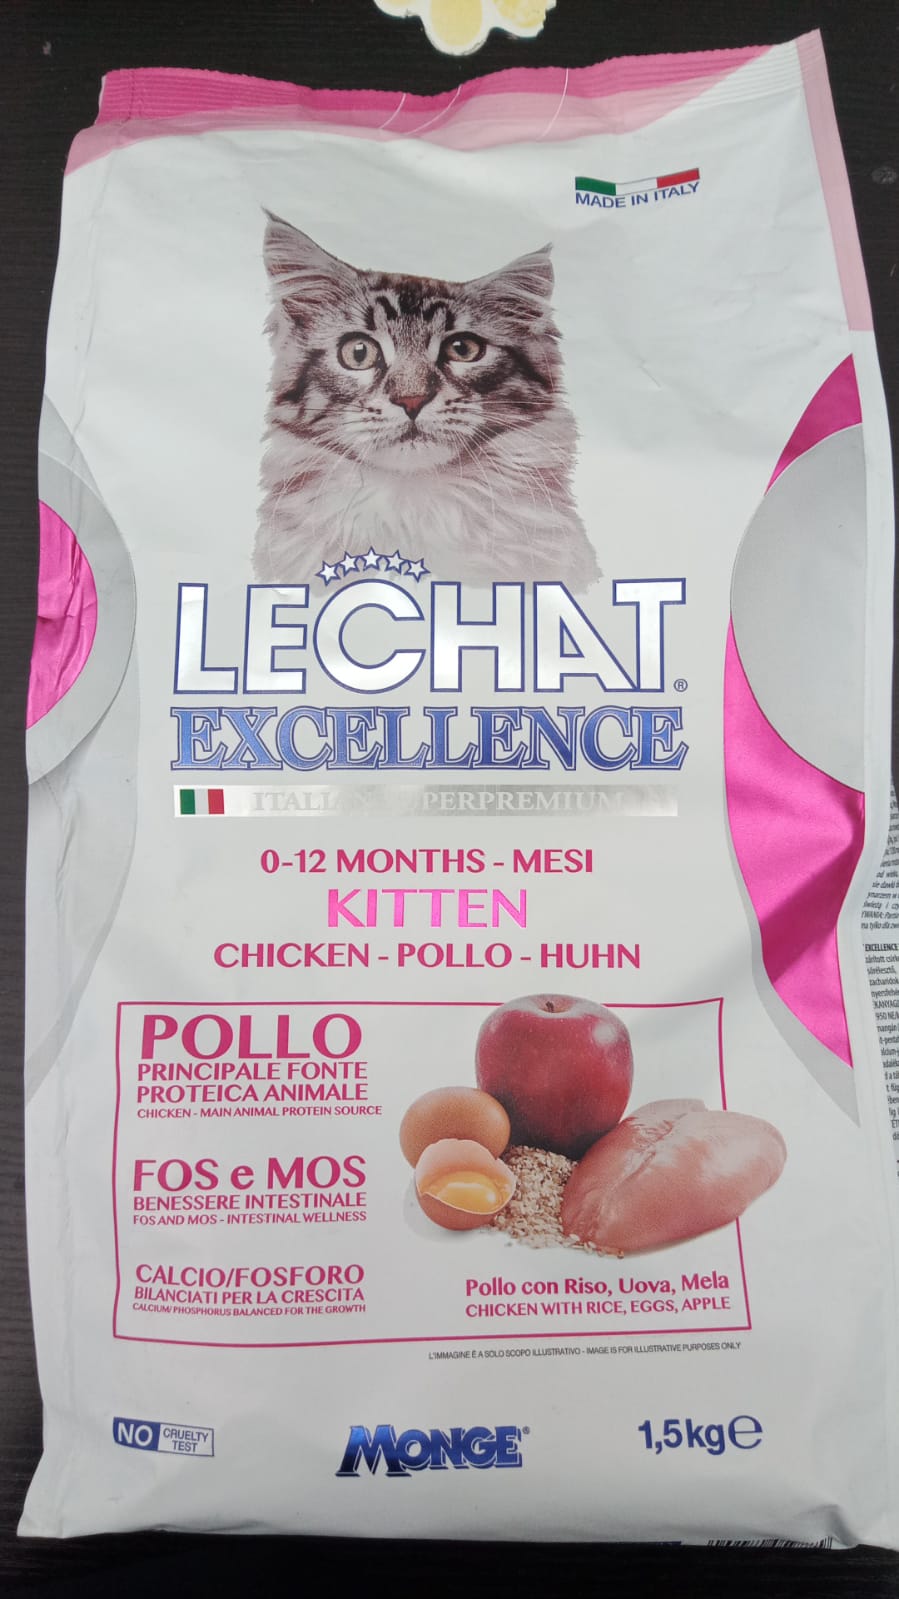 MADE IN ITALY
LECHAT®
EXCELLENCE
ITALIAN SUPERPREMIUM
0-12 MONTHS - MESI
KITTEN
CHICKEN - POLLO - HUHN
POLLO
PRINCIPALE FONTE
PROTEICA ANIMALE
CHICKEN - MAIN ANIMAL PROTEIN SOURCE
FOS e MOS
BENESSERE INTESTINALE
FOS AND MOS - INTESTINAL WELLNESS
CALCIO/FOSFORO
BILANCIATI PER LA CRESCITA
CALCIUM/PHOSPHORUS BALANCED FOR THE GROWTH
Pollo con Riso, Uova, Mela
CHICKEN WITH RICE, EGGS, APPLE
L'IMMAGINE È A SOLO SCOPO ILLUSTRATIVO - IMAGE IS FOR ILLUSTRATIVE PURPOSES ONLY
NO CRUELTY
TEST
MONGE®
1,5kg℮
EXCELLENCE